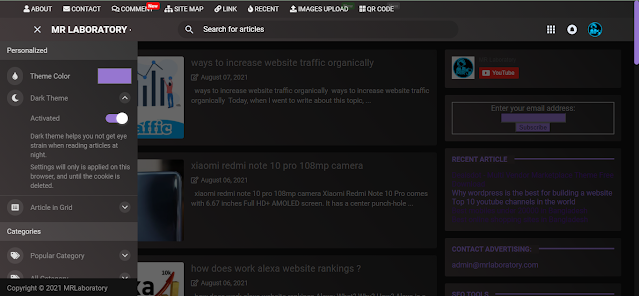 ABOUT CONTACT COMMENT New SITE MAP LINK RECENT IMAGES UPLOAD QR CODE
MR LABORATORY
Search for articles
Personalized
Theme Color
Dark Theme
Activated
Dark theme helps you not get eye
strain when reading articles at
night.
Settings will only is applied on this
browser, and until the cookie is
deleted.
Article in Grid
Categories
Popular Category
All Category
Copyright © 2021 MRLaboratory
raffic
ways to increase website traffic organically
August 07, 2021
ways to increase website traffic organically ways to increase website traffic
organically Today, when I went to write about this topic, ...
xiaomi redmi note 10 pro 108mp camera
August 06, 2021
xiaomi redmi note 10 pro 108mp camera Xiaomi Redmi Note 10 Pro comes
with 6.67 inches Full HD+ AMOLED screen. It has a center punch-hole ...
how does work alexa website rankings ?
August 06, 2021
YouTube
Enter your email address:
Subscribe
RECENT ARTICLE
Why wordpress is the best for building a website
Top 10 youtube channels in the world
CONTACT ADVERTISING:
admin@mrlaboratory.com
SEO TOOLS